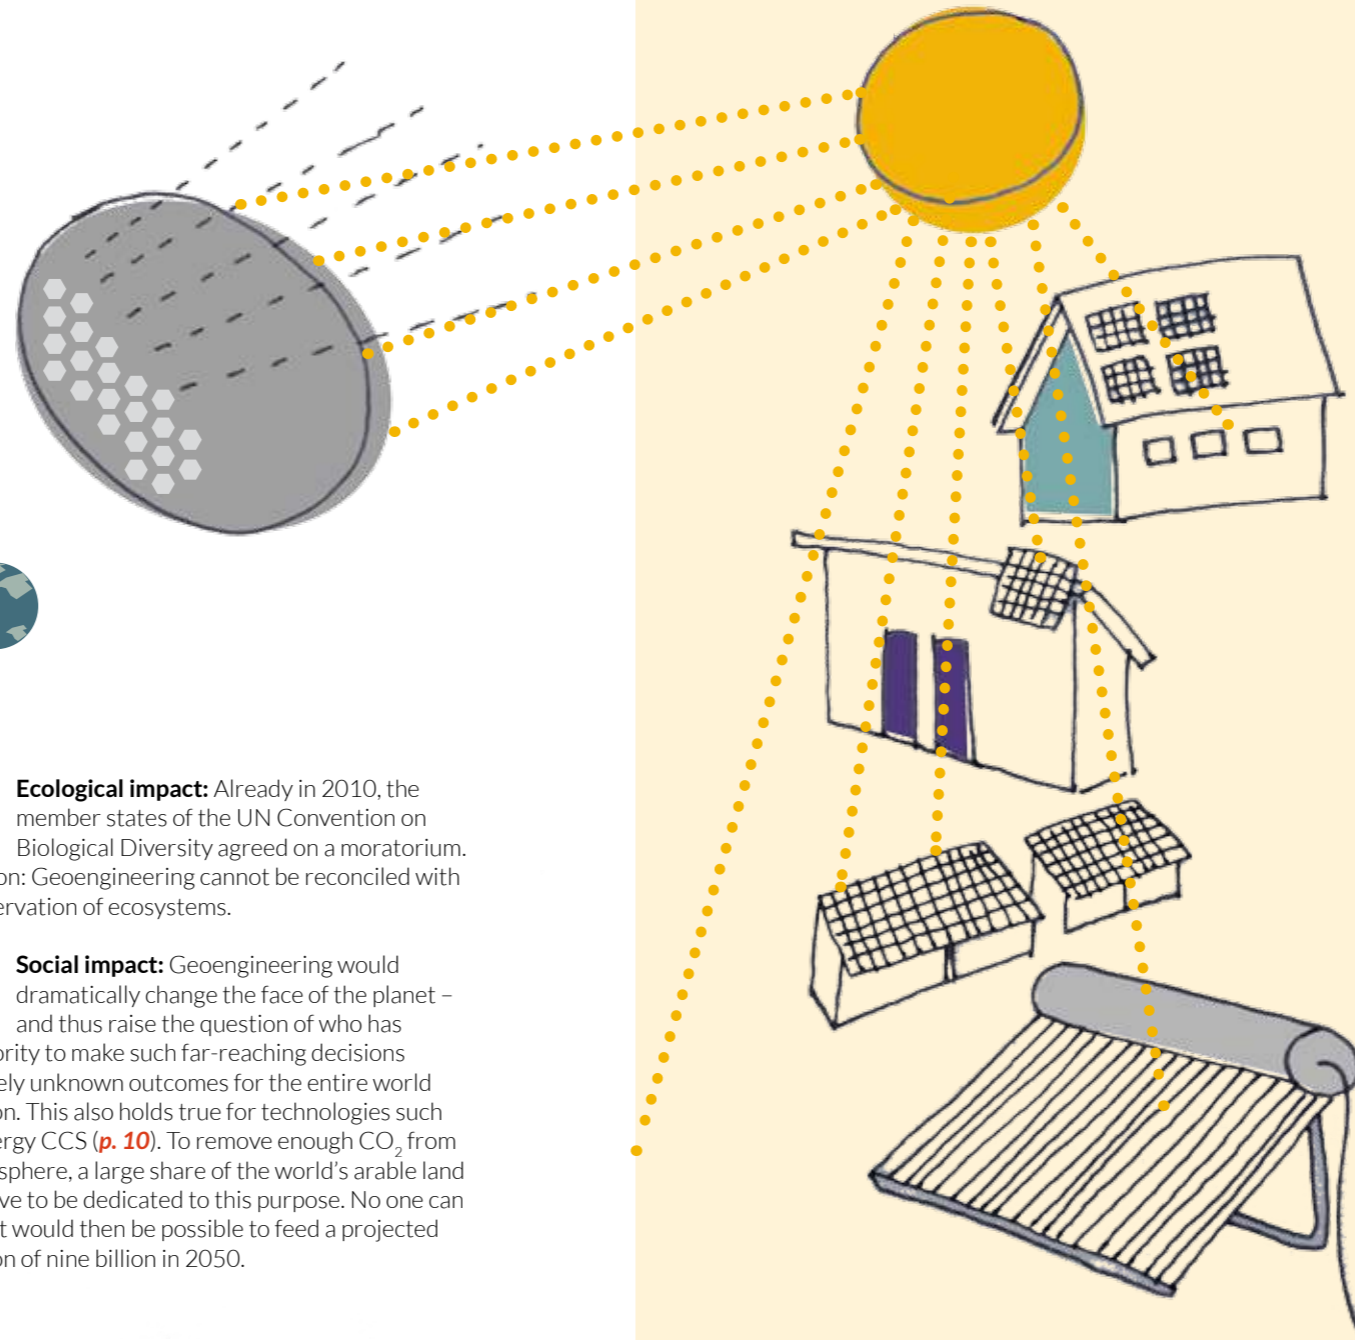 Ecological impact: Already in 2010, the
member states of the UN Convention on
Biological Diversity agreed on a moratorium.
on: Geoengineering cannot be reconciled with
ervation of ecosystems.
Social impact: Geoengineering would
dramatically change the face of the planet –
and thus raise the question of who has
ority to make such far-reaching decisions
ely unknown outcomes for the entire world
on. This also holds true for technologies such
ergy CCS (p. 10). To remove enough CO₂ from
sphere, a large share of the world’s arable land
ve to be dedicated to this purpose. No one can
t would then be possible to feed a projected
on of nine billion in 2050.